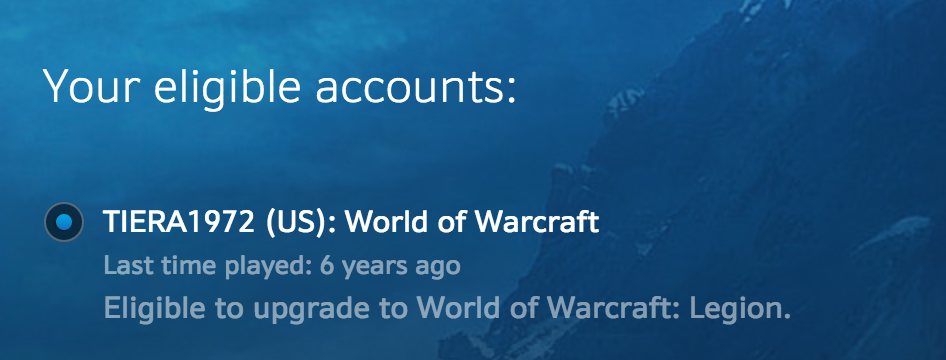 Your eligible accounts:
TIERA1972 (US): World of Warcraft
Last time played: 6 years ago
Eligible to upgrade to World of Warcraft: Legion.